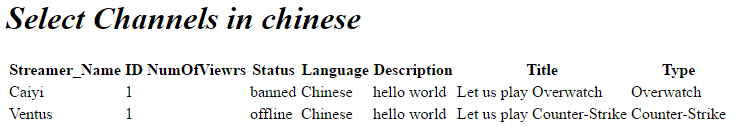 Select Channels in chinese
Streamer_Name ID NumOfViewrs Status Language Description Title Type
Caiyi 1 banned Chinese hello world Let us play Overwatch Overwatch
Ventus 1 offline Chinese hello world Let us play Counter-Strike Counter-Strike